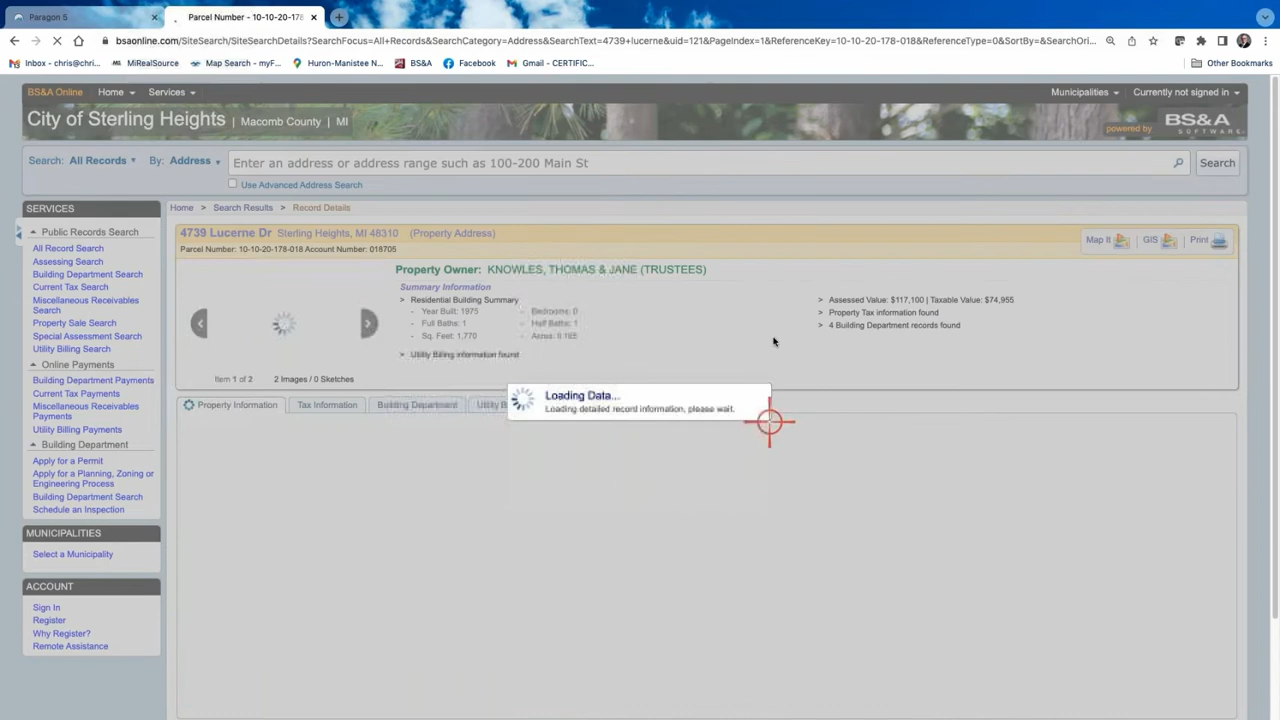 Paragon 5
Parcel Number - 10-10-20-178
bsaonline.com/SiteSearch/SiteSearchDetails?SearchFocus=All+Records&SearchCategory=Address&SearchText=4739+lucerne&uid=121&PageIndex=1&ReferenceKey=10-10-20-178-018&ReferenceType=0&SortBy=&SearchOri...
Inbox - chris@chri...
MiRealSource
Map Search - myF...
Huron-Manistee N...
BS&A
Facebook
Gmail - CERTIFIC...
Other Bookmarks
BS&A Online
Home
Services
Municipalities
Currently not signed in
City of Sterling Heights | Macomb County | MI
powered by BS&A SOFTWARE
Search: All Records By: Address
Enter an address or address range such as 100-200 Main St
Search
Use Advanced Address Search
SERVICES
Public Records Search
All Record Search
Assessing Search
Building Department Search
Current Tax Search
Miscellaneous Receivables
Search
Property Sale Search
Special Assessment Search
Utility Billing Search
Online Payments
Building Department Payments
Current Tax Payments
Miscellaneous Receivables
Payments
Utility Billing Payments
Building Department
Apply for a Permit
Apply for a Planning, Zoning or
Engineering Process
Building Department Search
Schedule an Inspection
MUNICIPALITIES
Select a Municipality
ACCOUNT
Sign In
Register
Why Register?
Remote Assistance
Home > Search Results > Record Details
4739 Lucerne Dr Sterling Heights, MI 48310 (Property Address)
Parcel Number: 10-10-20-178-018 Account Number: 018705
Map It
GIS
Print
Property Owner: KNOWLES, THOMAS & JANE (TRUSTEES)
Summary Information
> Residential Building Summary
- Year Built: 1975 - Bedrooms: 0
- Full Baths: 1 - Half Baths: 1
- Sq. Feet: 1,770 - Acres: 0.185
> Utility Billing information found
> Assessed Value: $117,100 | Taxable Value: $74,955
> Property Tax information found
> 4 Building Department records found
Item 1 of 2 2 Images / 0 Sketches
Property Information
Tax Information
Building Department
Utility B
Loading Data...
Loading detailed record information, please wait.